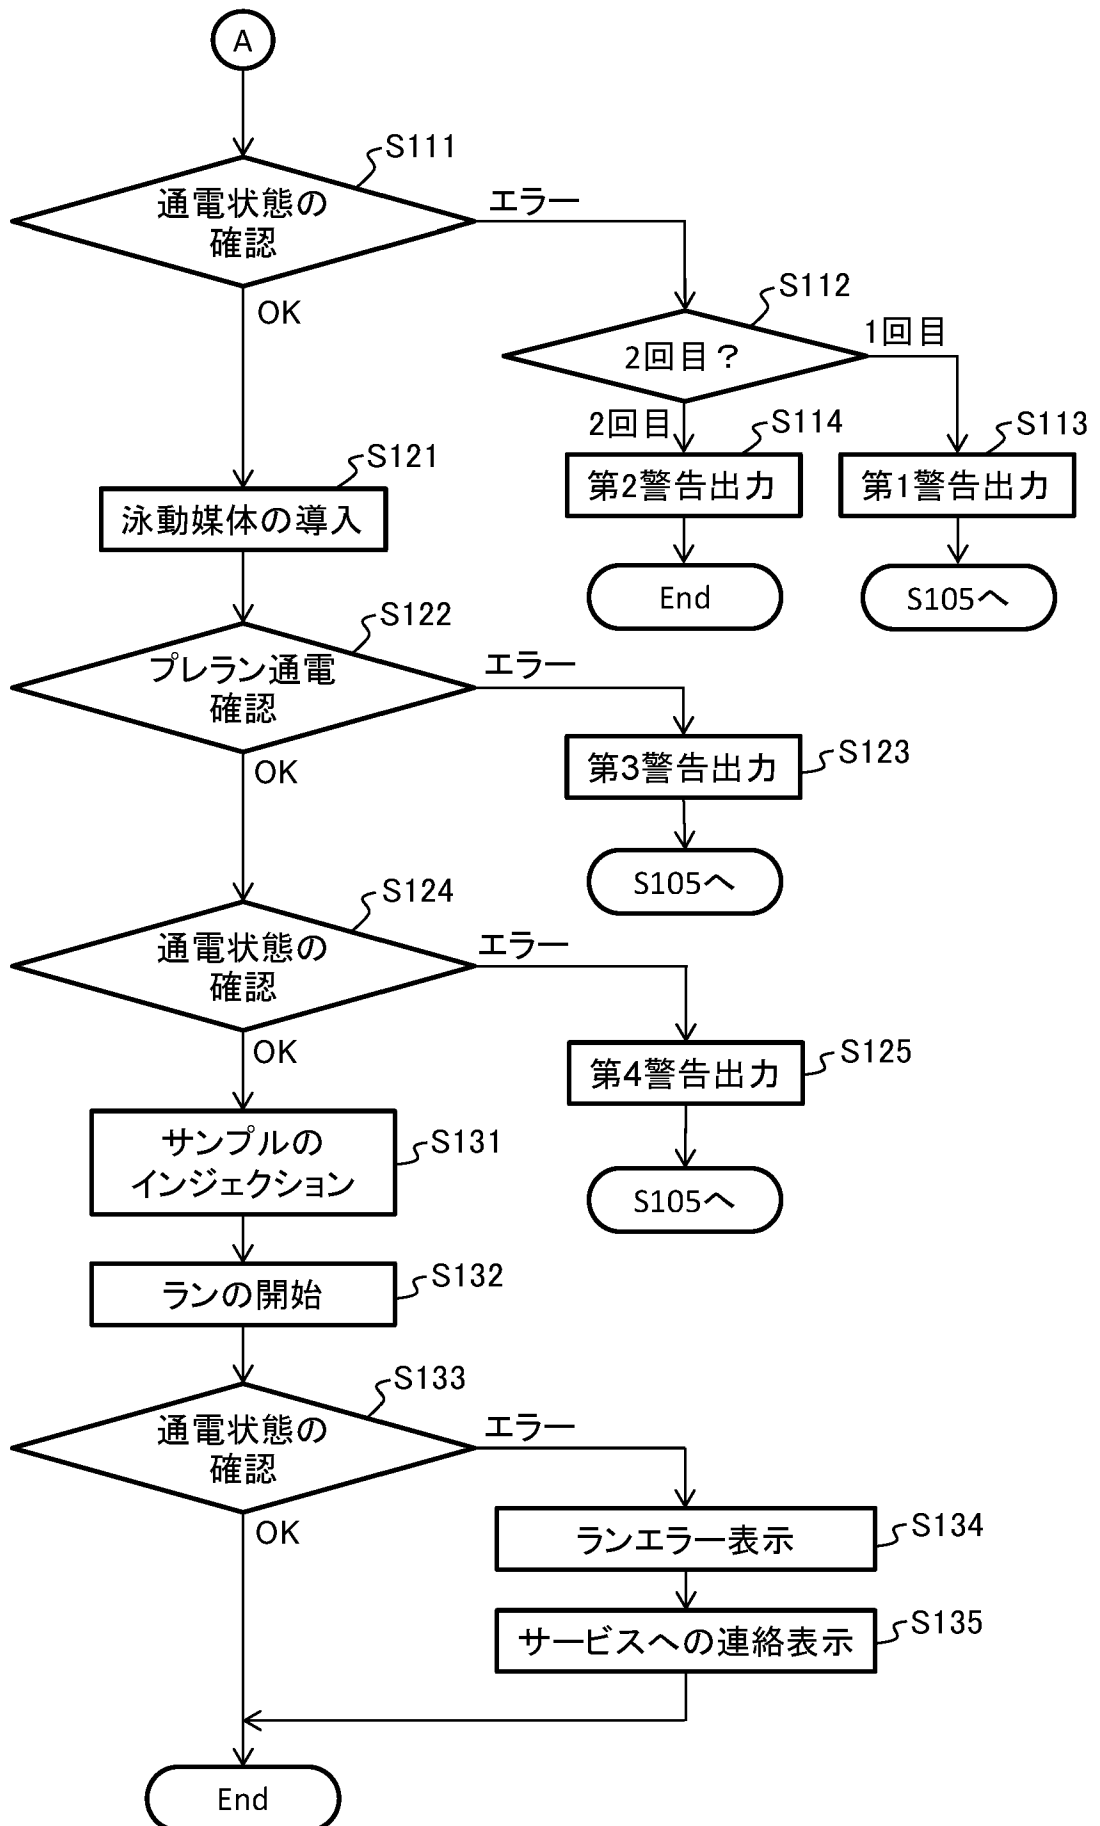 A
S111
通電状態の
確認
エラー
OK
S112
2回目？
1回目
2回目
S114
第2警告出力
S113
第1警告出力
End
S105へ
S121
泳動媒体の導入
S122
プレラン通電
確認
エラー
OK
第3警告出力
S123
S105へ
S124
通電状態の
確認
エラー
OK
第4警告出力
S125
S105へ
サンプルの
インジェクション
S131
ランの開始
S132
S133
通電状態の
確認
エラー
OK
ランエラー表示
S134
サービスへの連絡表示
S135
End